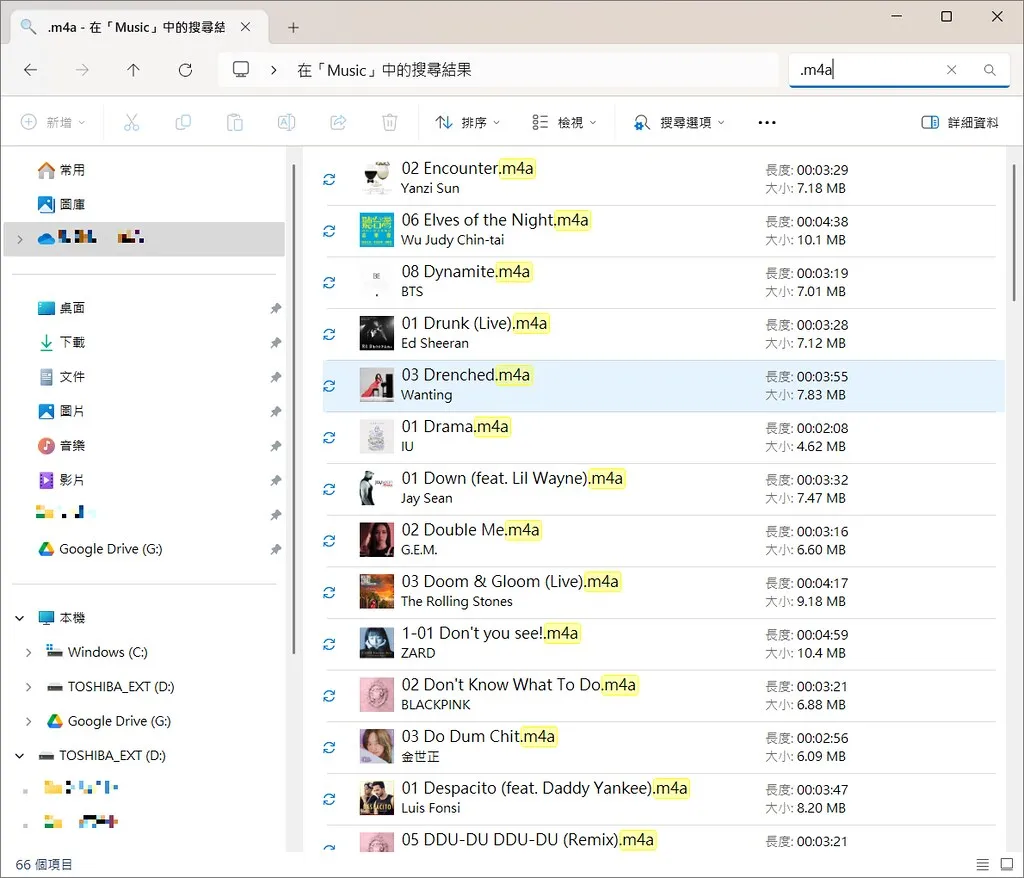 .m4a - 在「Music」中的搜尋結
在「Music」中的搜尋結果
.m4a
新增
排序
檢視
搜尋選項
詳細資料
常用
圖庫
桌面
下載
文件
圖片
音樂
影片
Google Drive (G:)
本機
Windows (C:)
TOSHIBA_EXT (D:)
Google Drive (G:)
TOSHIBA_EXT (D:)
02 Encounter.m4a
Yanzi Sun
長度: 00:03:29
大小: 7.18 MB
06 Elves of the Night.m4a
Wu Judy Chin-tai
長度: 00:04:38
大小: 10.1 MB
08 Dynamite.m4a
BTS
長度: 00:03:19
大小: 7.01 MB
01 Drunk (Live).m4a
Ed Sheeran
長度: 00:03:28
大小: 7.12 MB
03 Drenched.m4a
Wanting
長度: 00:03:55
大小: 7.83 MB
01 Drama.m4a
IU
長度: 00:02:08
大小: 4.62 MB
01 Down (feat. Lil Wayne).m4a
Jay Sean
長度: 00:03:32
大小: 7.47 MB
02 Double Me.m4a
G.E.M.
長度: 00:03:16
大小: 6.60 MB
03 Doom & Gloom (Live).m4a
The Rolling Stones
長度: 00:04:17
大小: 9.18 MB
1-01 Don't you see!.m4a
ZARD
長度: 00:04:59
大小: 10.4 MB
02 Don't Know What To Do.m4a
BLACKPINK
長度: 00:03:21
大小: 6.88 MB
03 Do Dum Chit.m4a
金世正
長度: 00:02:56
大小: 6.09 MB
01 Despacito (feat. Daddy Yankee).m4a
Luis Fonsi
長度: 00:03:47
大小: 8.20 MB
05 DDU-DU DDU-DU (Remix).m4a
長度: 00:03:21
66 個項目